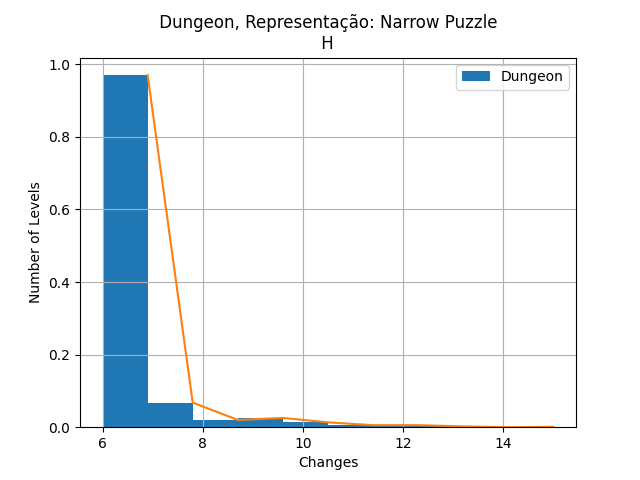 Dungeon, Representação: Narrow Puzzle
H
1.0
0.8
0.6
0.4
0.2
0.0
Number of Levels
Dungeon
6 8 10 12 14
Changes